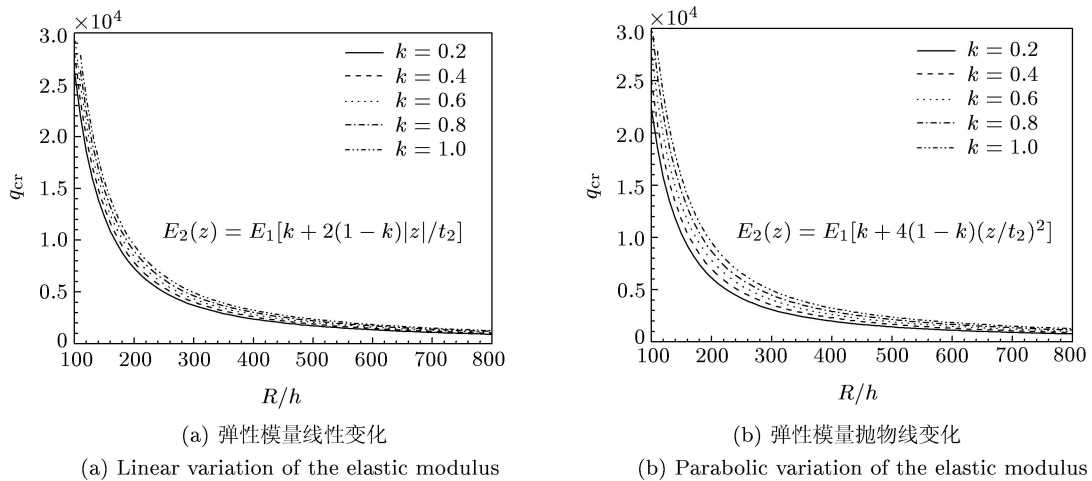 ×10⁴
3.0
2.5
2.0
1.5
1.0
0.5
0
q_cr
k = 0.2
k = 0.4
k = 0.6
k = 0.8
k = 1.0
E₂(z) = E₁[k + 2(1 − k)|z|/t₂]
100 200 300 400 500 600 700 800
R/h
(a) 弹性模量线性变化
(a) Linear variation of the elastic modulus
×10⁴
3.0
2.5
2.0
1.5
1.0
0.5
0
q_cr
k = 0.2
k = 0.4
k = 0.6
k = 0.8
k = 1.0
E₂(z) = E₁[k + 4(1 − k)(z/t₂)²]
100 200 300 400 500 600 700 800
R/h
(b) 弹性模量抛物线变化
(b) Parabolic variation of the elastic modulus